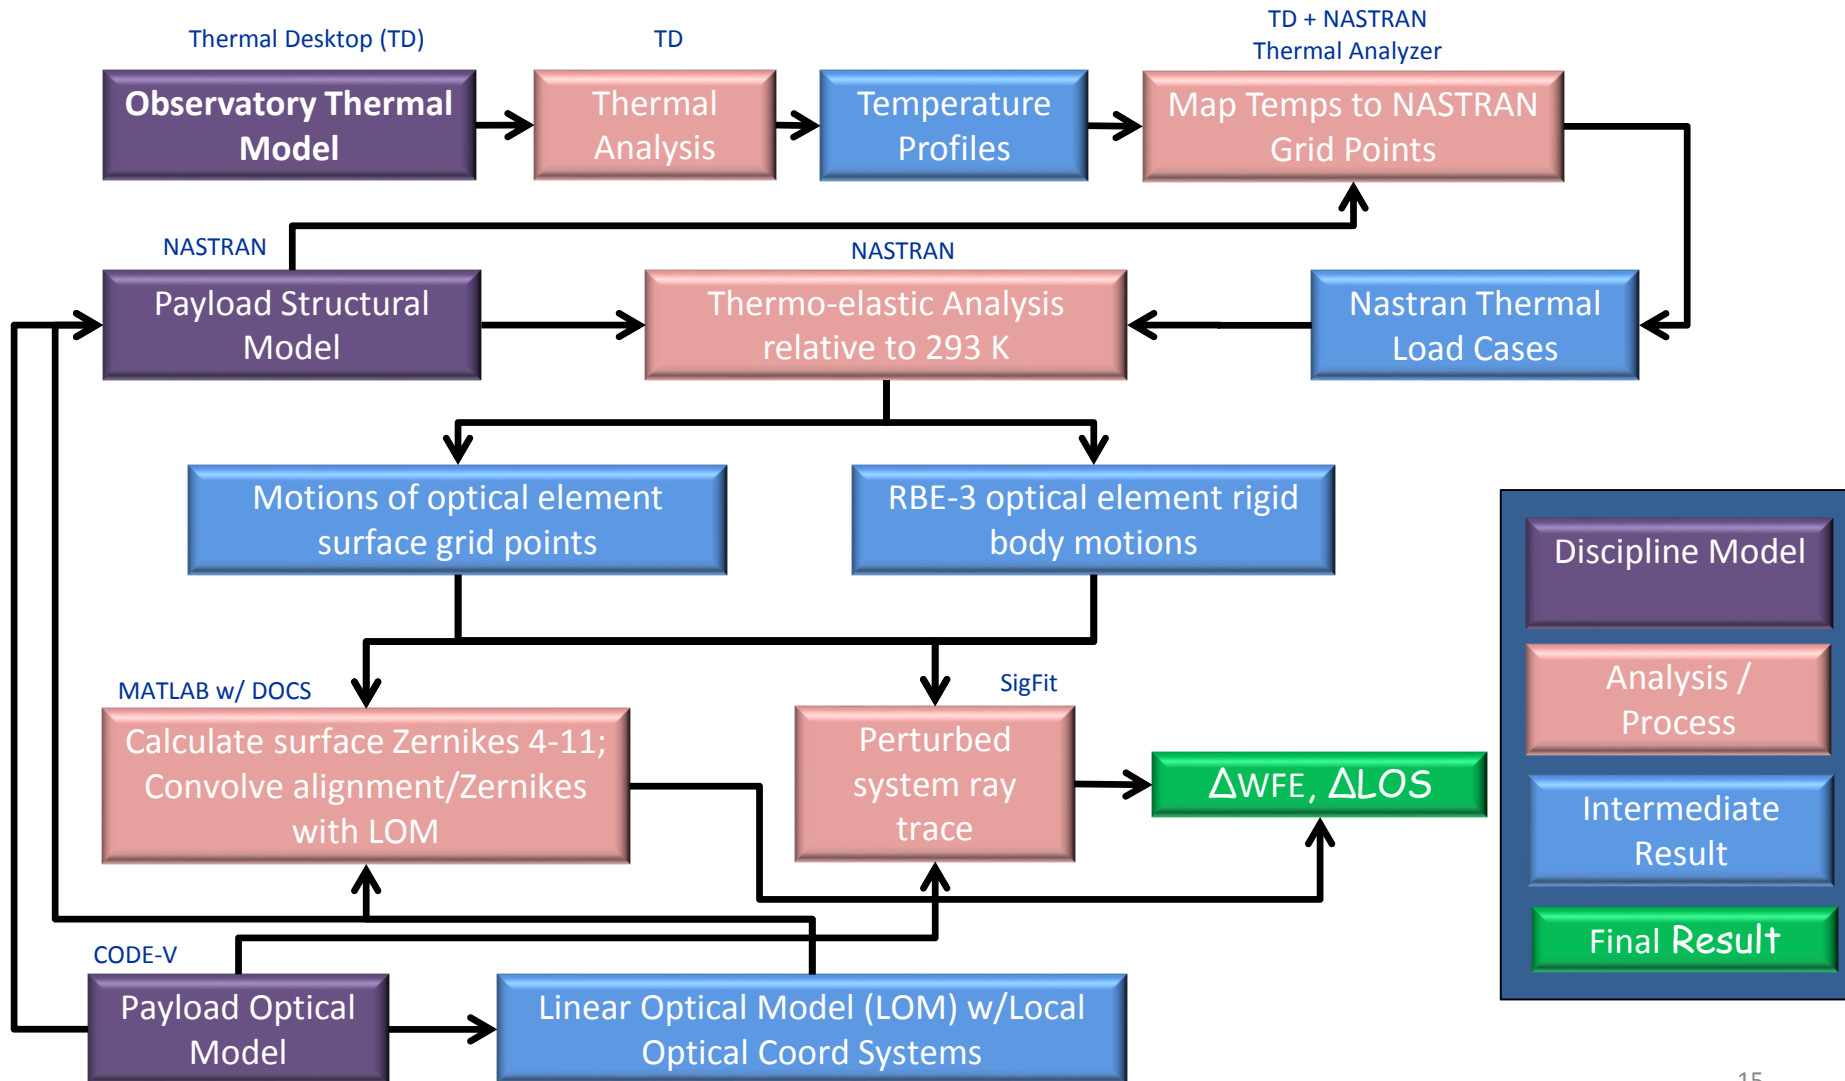 Thermal Desktop (TD)
TD
TD + NASTRAN
Thermal Analyzer
Observatory Thermal
Model
Thermal
Analysis
Temperature
Profiles
Map Temps to NASTRAN
Grid Points
NASTRAN
NASTRAN
Payload Structural
Model
Thermo-elastic Analysis
relative to 293 K
Nastran Thermal
Load Cases
Motions of optical element
surface grid points
RBE-3 optical element rigid
body motions
Discipline Model
Analysis /
Process
Intermediate
Result
Final Result
MATLAB w/ DOCS
SigFit
Calculate surface Zernikes 4-11;
Convolve alignment/Zernikes
with LOM
Perturbed
system ray
trace
ΔWFE, ΔLOS
CODE-V
Payload Optical
Model
Linear Optical Model (LOM) w/Local
Optical Coord Systems
15